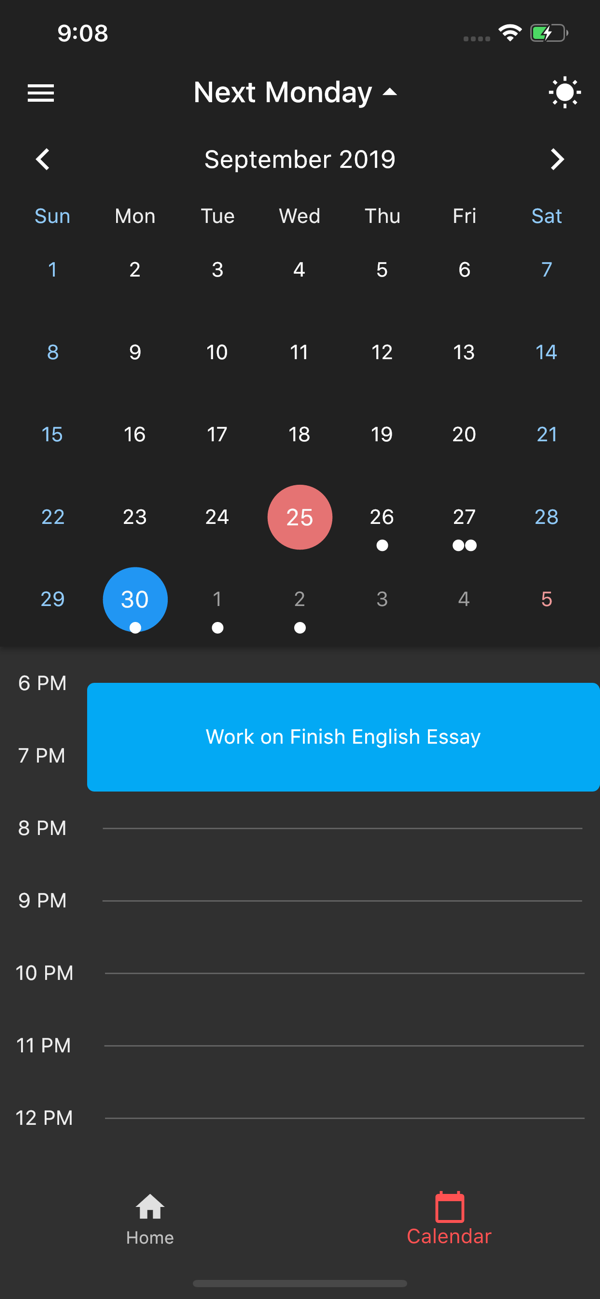 9:08
Next Monday
September 2019
Sun Mon Tue Wed Thu Fri Sat
1 2 3 4 5 6 7
8 9 10 11 12 13 14
15 16 17 18 19 20 21
22 23 24 25 26 27 28
29 30 1 2 3 4 5
6 PM
Work on Finish English Essay
7 PM
8 PM
9 PM
10 PM
11 PM
12 PM
Home Calendar